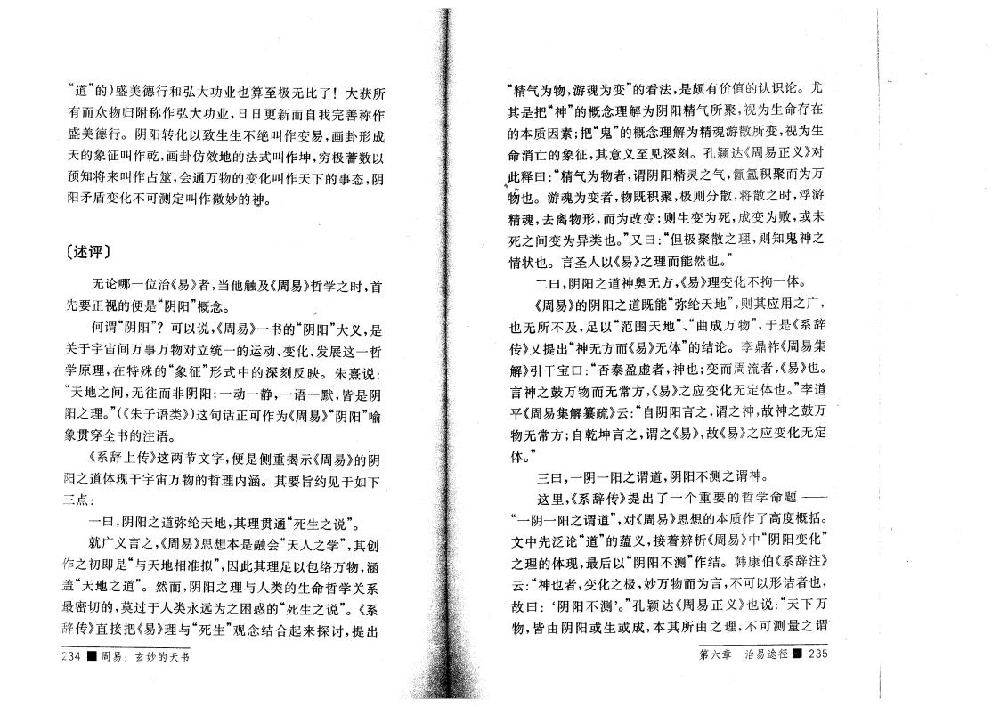 “道”的)盛美德行和弘大功业也算至极无比了! 大获所
有而众物归附称作弘大功业,日日更新而自我完善称作
盛美德行。阴阳转化以致生生不绝叫作变易,画卦形成
天的象征叫作乾,画卦仿效地的法式叫作坤,穷极蓍数以
预知将来叫作占筮,会通万物的变化叫作天下的事态,阴
阳矛盾变化不可测定叫作微妙的神。
〔述评〕
无论哪一位治《易》者,当他触及《周易》哲学之时,首
先要正视的便是“阴阳”概念。
何谓“阴阳”? 可以说,《周易》一书的“阴阳”大义,是
关于宇宙间万事万物对立统一的运动、变化、发展这一哲
学原理,在特殊的“象征”形式中的深刻反映。朱熹说:
“天地之间,无往而非阴阳;一动一静,一语一默,皆是阴
阳之理。”(《朱子语类》)这句话正可作为《周易》“阴阳”喻
象贯穿全书的注语。
《系辞上传》这两节文字,便是侧重揭示《周易》的阴
阳之道体现于宇宙万物的哲理内涵。其要旨约见于如下
三点:
一曰,阴阳之道弥纶天地,其理贯通“死生之说”。
就广义言之,《周易》思想本是融会“天人之学”,其创
作之初即是“与天地相准拟”,因此其理足以包络万物,涵
盖“天地之道”。然而,阴阳之理与人类的生命哲学关系
最密切的,莫过于人类永远为之困惑的“死生之说”。《系
辞传》直接把《易》理与“死生”观念结合起来探讨,提出
234 ■ 周易: 玄妙的天书
“精气为物,游魂为变”的看法,是颇有价值的认识论。尤
其是把“神”的概念理解为阴阳精气所聚,视为生命存在
的本质因素;把“鬼”的概念理解为精魂游散所变,视为生
命消亡的象征,其意义至见深刻。孔颖达《周易正义》对
此释曰:“精气为物者,谓阴阳精灵之气,氤氲积聚而为万
物也。游魂为变者,物既积聚,极则分散,将散之时,浮游
精魂,去离物形,而为改变;则生变为死,成变为败,或未
死之间变为异类也。”又曰:“但极聚散之理,则知鬼神之
情状也。言圣人以《易》之理而能然也。”
二曰,阴阳之道神奥无方,《易》理变化不拘一体。
《周易》的阴阳之道既能“弥纶天地”,则其应用之广,
也无所不及,足以“范围天地”、“曲成万物”,于是《系辞
传》又提出“神无方而《易》无体”的结论。李鼎祚《周易集
解》引干宝曰:“否泰盈虚者,神也;变而周流者,《易》也。
言神之鼓万物而无常方,《易》之应变化无定体也。”李道
平《周易集解纂疏》云:“自阴阳言之,谓之神,故神之鼓万
物无常方;自乾坤言之,谓之《易》,故《易》之应变化无定
体。”
三曰,一阴一阳之谓道,阴阳不测之谓神。
这里,《系辞传》提出了一个重要的哲学命题——
“一阴一阳之谓道”,对《周易》思想的本质作了高度概括。
文中先泛论“道”的蕴义,接着辨析《周易》中“阴阳变化”
之理的体现,最后以“阴阳不测”作结。韩康伯《系辞注》
云:“神也者,变化之极,妙万物而为言,不可以形诘者也,
故曰: ‘阴阳不测’。”孔颖达《周易正义》也说:“天下万
物,皆由阴阳或生或成,本其所由之理,不可测量之谓
第六章 治易途径 ■ 235